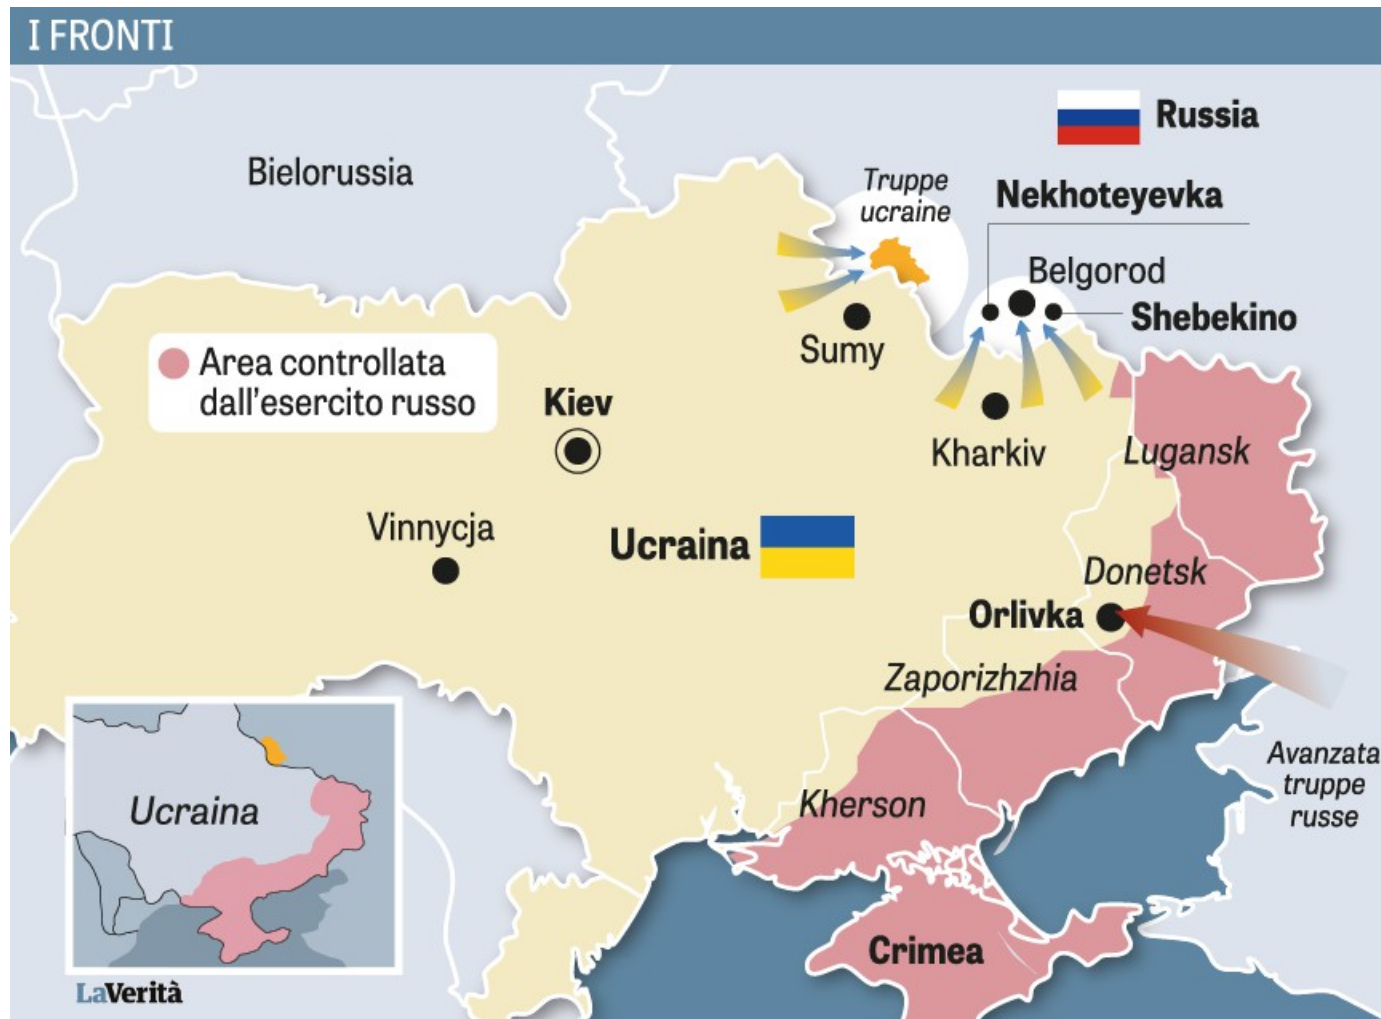 I FRONTI
Russia
Bielorussia
Truppe
ucraine
Nekhoteyevka
Belgorod
Shebekino
Sumy
Area controllata
dall'esercito russo
Kiev
Kharkiv
Lugansk
Vinnycja
Ucraina
Donetsk
Orlivka
Zaporizhzhia
Avanzata
truppe
russe
Kherson
Ucraina
Crimea
LaVerità